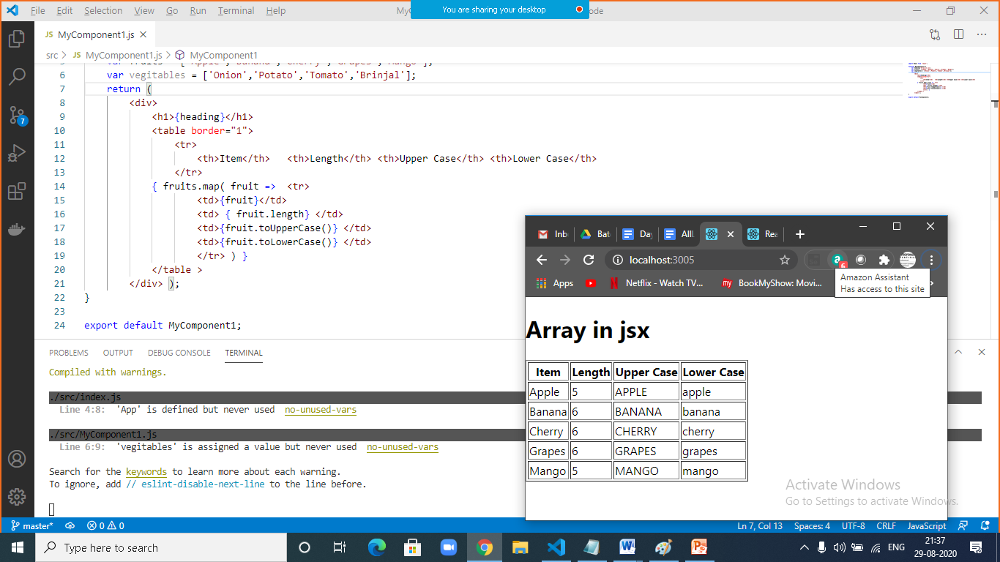 File Edit Selection View Go Run Terminal Help
You are sharing your desktop
JS MyComponent1.js
src > JS MyComponent1.js > MyComponent1
6 var vegitables = ['Onion','Potato','Tomato','Brinjal'];
7 return (
8 <div>
9 <h1>{heading}</h1>
10 <table border="1">
11 <tr>
12 <th>Item</th> <th>Length</th> <th>Upper Case</th> <th>Lower Case</th>
13 </tr>
14 { fruits.map( fruit => <tr>
15 <td>{fruit}</td>
16 <td> { fruit.length} </td>
17 <td>{fruit.toUpperCase()} </td>
18 <td>{fruit.toLowerCase()} </td>
19 </tr> ) }
20 </table >
21 </div> );
22 }
23
24 export default MyComponent1;
7
PROBLEMS OUTPUT DEBUG CONSOLE TERMINAL
Compiled with warnings.
./src/index.js
Line 4:8: 'App' is defined but never used no-unused-vars
./src/MyComponent1.js
Line 6:9: 'vegitables' is assigned a value but never used no-unused-vars
Search for the keywords to learn more about each warning.
To ignore, add // eslint-disable-next-line to the line before.
Inb Bat Day All Rea
localhost:3005
6
Apps Netflix - Watch TV... my BookMyShow: Movi...
Amazon Assistant
Has access to this site
Array in jsx
Item Length Upper Case Lower Case
Apple 5 APPLE apple
Banana 6 BANANA banana
Cherry 6 CHERRY cherry
Grapes 6 GRAPES grapes
Mango 5 MANGO mango
Activate Windows
Go to Settings to activate Windows.
master* 0 0 Ln 7, Col 13 Spaces: 4 UTF-8 CRLF JavaScript
Type here to search ENG 21:37
29-08-2020